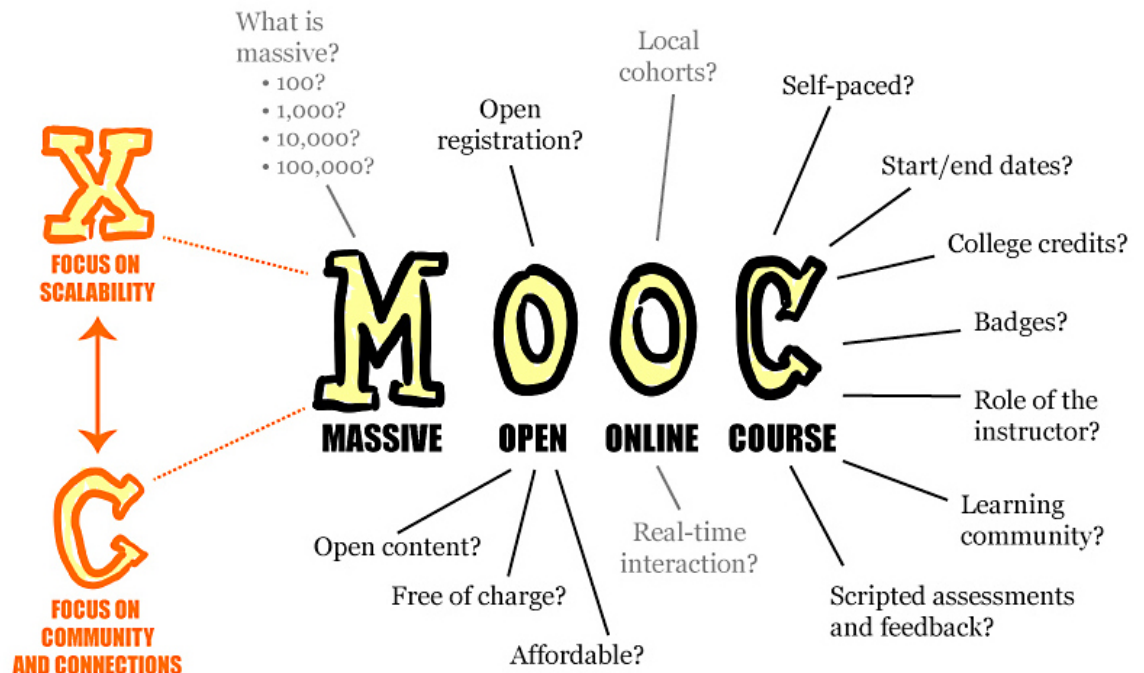 What is
massive?
• 100?
• 1,000?
• 10,000?
• 100,000?
Open
registration?
Local
cohorts?
Self-paced?
Start/end dates?
College credits?
Badges?
Role of the
instructor?
Learning
community?
Scripted assessments
and feedback?
X
FOCUS ON
SCALABILITY
C
FOCUS ON
COMMUNITY
AND CONNECTIONS
MOOC
MASSIVE OPEN ONLINE COURSE
Open content?
Free of charge?
Affordable?
Real-time
interaction?